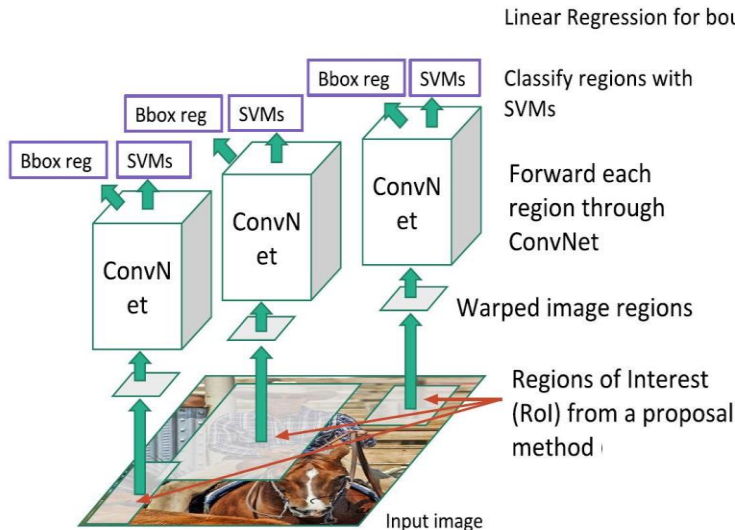 Linear Regression for bou
Bbox reg
SVMs
Classify regions with
SVMs
Bbox reg
SVMs
Bbox reg
SVMs
ConvN
et
ConvN
et
ConvN
et
Forward each
region through
ConvNet
Warped image regions
Regions of Interest
(RoI) from a proposal
method (
Input image